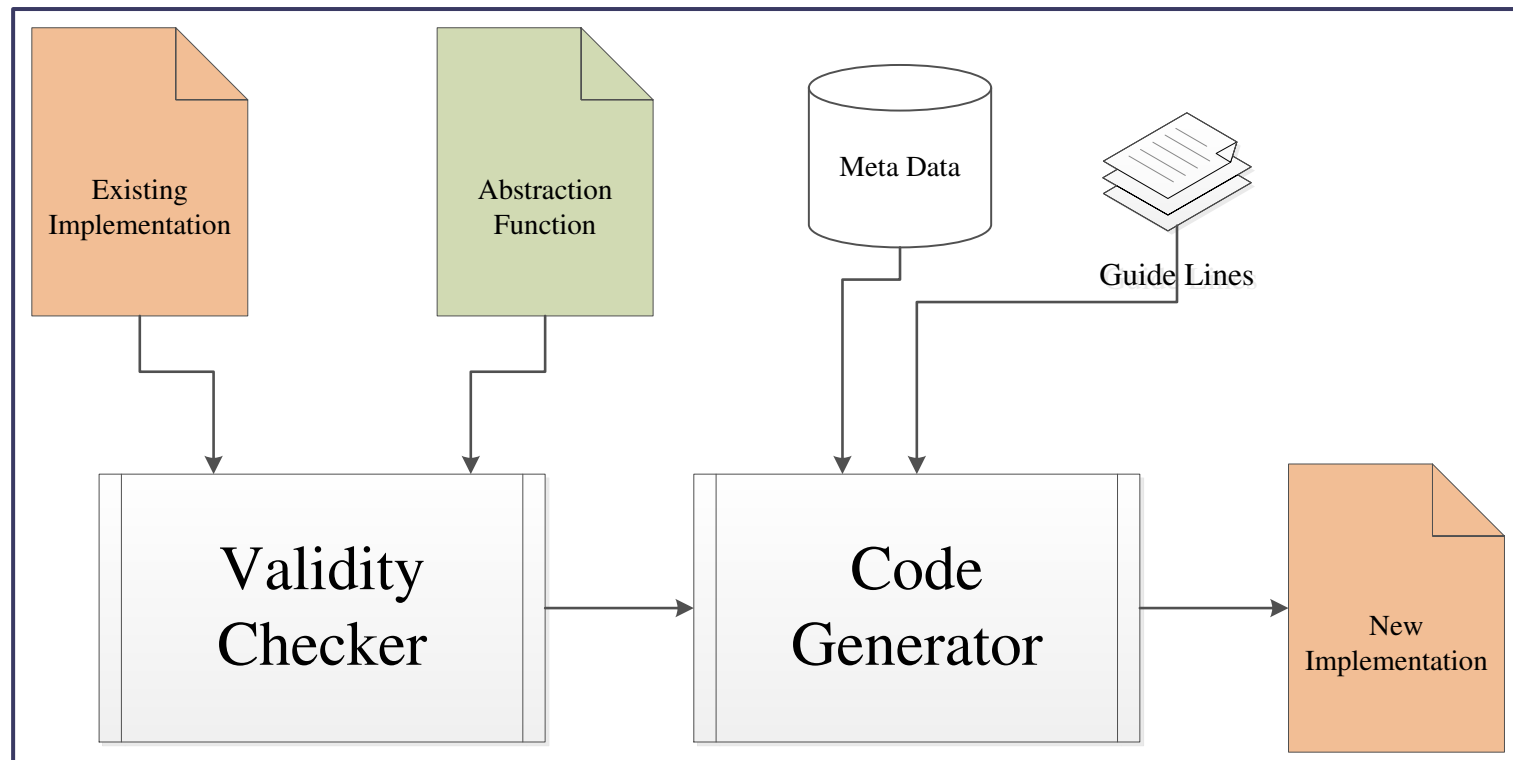 Existing
Implementation
Abstraction
Function
Meta Data
Guide Lines
Validity
Checker
Code
Generator
New
Implementation